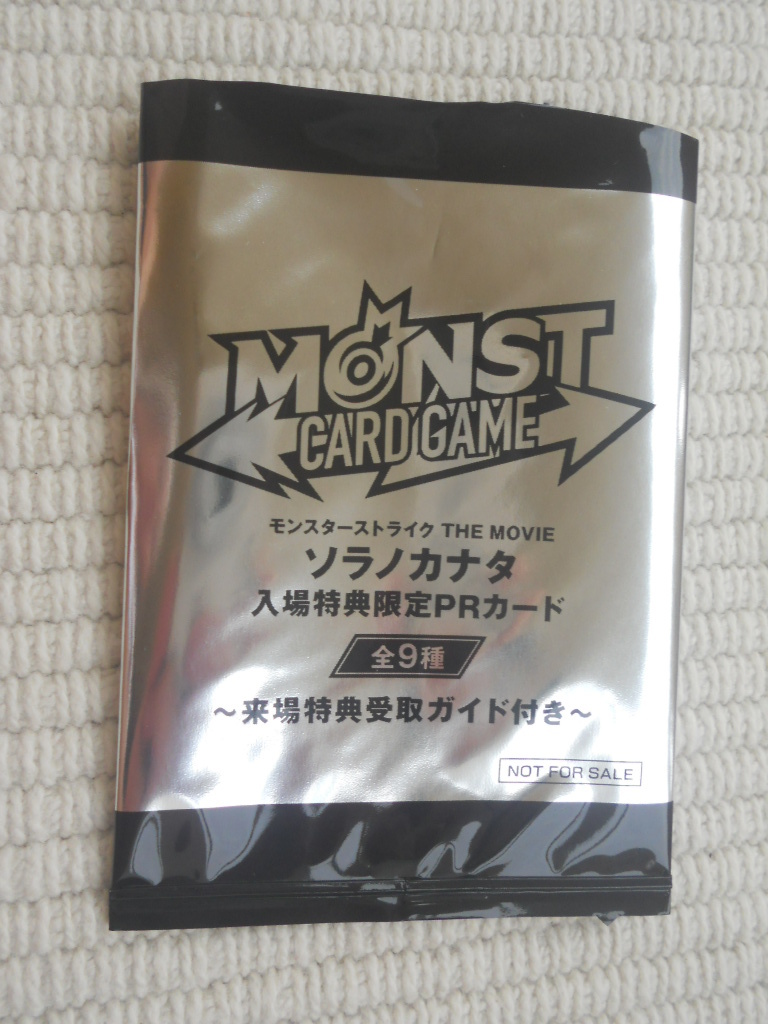 MONST
CARD GAME
モンスターストライク THE MOVIE
ソラノカナタ
入場特典限定PRカード
全9種
～来場特典受取ガイド付き～
NOT FOR SALE